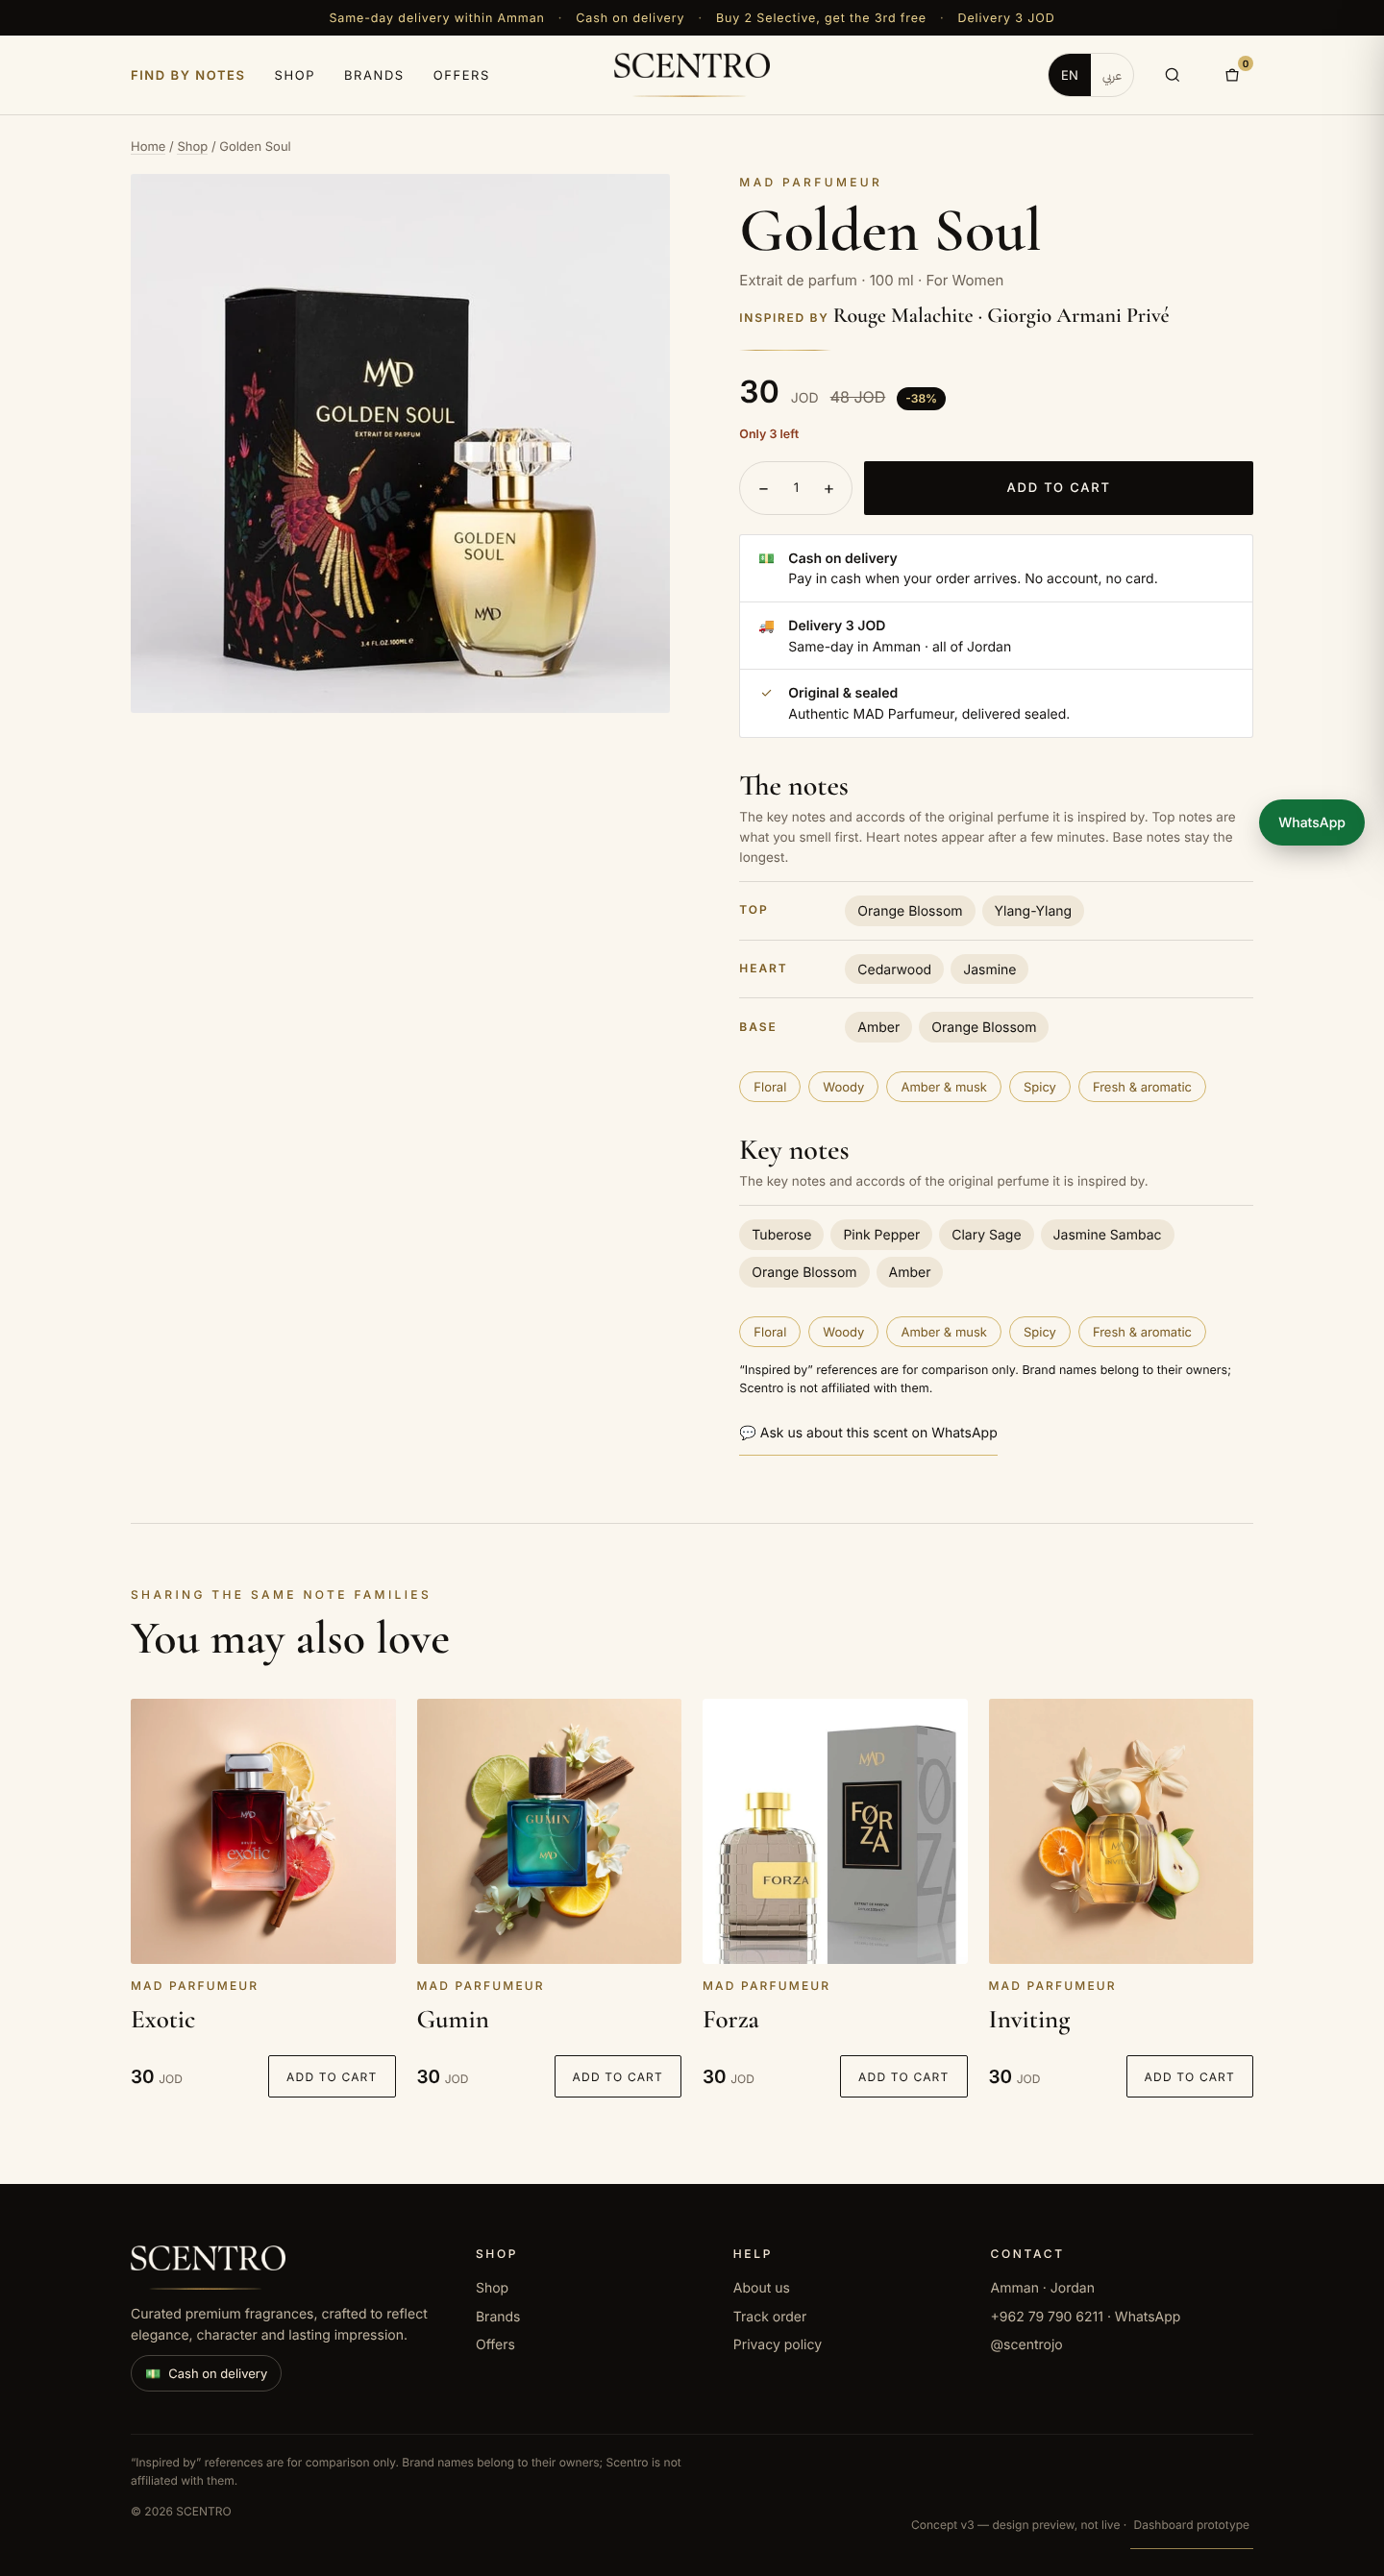 Same-day delivery within Amman · Cash on delivery · Buy 2 Selective, get the 3rd free · Delivery 3 JOD
FIND BY NOTES SHOP BRANDS OFFERS
SCENTRO
EN عربي
0
Home / Shop / Golden Soul
MAD
GOLDEN SOUL
EXTRAIT DE PARFUM
3.4 FL.OZ.100ML e
GOLDEN
SOUL
MAD
MAD PARFUMEUR
Golden Soul
Extrait de parfum · 100 ml · For Women
INSPIRED BY Rouge Malachite · Giorgio Armani Privé
30 JOD 48 JOD -38%
Only 3 left
− 1 +
ADD TO CART
Cash on delivery
Pay in cash when your order arrives. No account, no card.
Delivery 3 JOD
Same-day in Amman · all of Jordan
Original & sealed
Authentic MAD Parfumeur, delivered sealed.
The notes
The key notes and accords of the original perfume it is inspired by. Top notes are
what you smell first. Heart notes appear after a few minutes. Base notes stay the
longest.
WhatsApp
TOP Orange Blossom Ylang-Ylang
HEART Cedarwood Jasmine
BASE Amber Orange Blossom
Floral Woody Amber & musk Spicy Fresh & aromatic
Key notes
The key notes and accords of the original perfume it is inspired by.
Tuberose Pink Pepper Clary Sage Jasmine Sambac
Orange Blossom Amber
Floral Woody Amber & musk Spicy Fresh & aromatic
“Inspired by” references are for comparison only. Brand names belong to their owners;
Scentro is not affiliated with them.
Ask us about this scent on WhatsApp
SHARING THE SAME NOTE FAMILIES
You may also love
MAD
exotic
GUMIN
MAD
FORZA
MAD
FOR
ZA
MAD PARFUMEUR
Exotic
30 JOD ADD TO CART
MAD PARFUMEUR
Gumin
30 JOD ADD TO CART
MAD PARFUMEUR
Forza
30 JOD ADD TO CART
MAD PARFUMEUR
Inviting
30 JOD ADD TO CART
SCENTRO
Curated premium fragrances, crafted to reflect
elegance, character and lasting impression.
Cash on delivery
SHOP
Shop
Brands
Offers
HELP
About us
Track order
Privacy policy
CONTACT
Amman · Jordan
+962 79 790 6211 · WhatsApp
@scentrojo
“Inspired by” references are for comparison only. Brand names belong to their owners; Scentro is not
affiliated with them.
© 2026 SCENTRO
Concept v3 — design preview, not live · Dashboard prototype